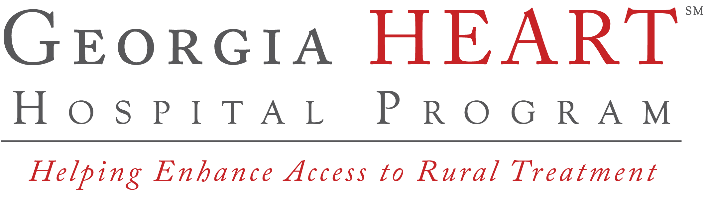 Georgia HEART℠
Hospital Program
Helping Enhance Access to Rural Treatment